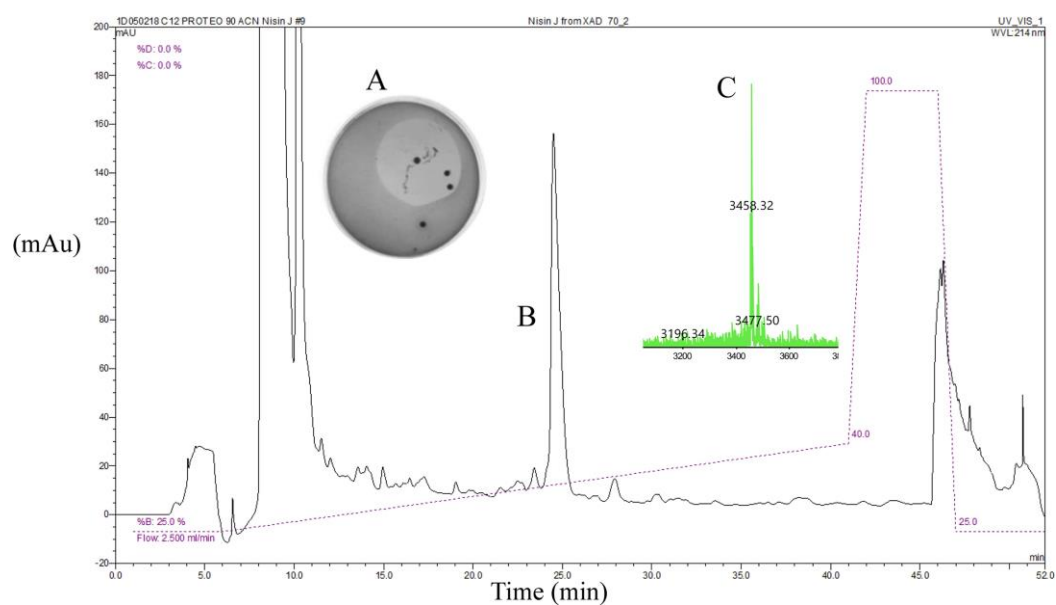 1D050218 C12 PROTEO 90 ACN Nisin J #9 Nisin J from XAD 70_2 UV_VIS_1
mAU WVL:214 nm
%D: 0.0 %
%C: 0.0 %
A
B
C
3458.32
3477.50
3196.34
3200 3400 3600
100.0
40.0
25.0
%B: 25.0 %
Flow: 2.500 ml/min
200
180
160
140
120
100
80
60
40
20
0
-20
(mAu)
0.0 5.0 10.0 15.0 20.0 25.0 30.0 35.0 40.0 45.0 52.0
min
Time (min)